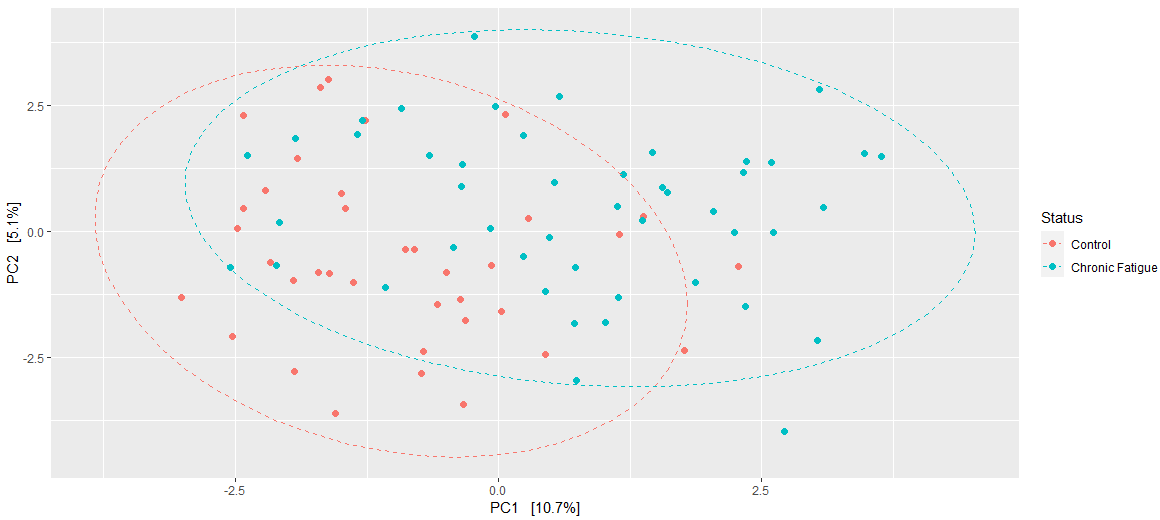 2.5
0.0
-2.5
PC2 [5.1%]
-2.5
0.0
2.5
PC1 [10.7%]
Status
Control
Chronic Fatigue